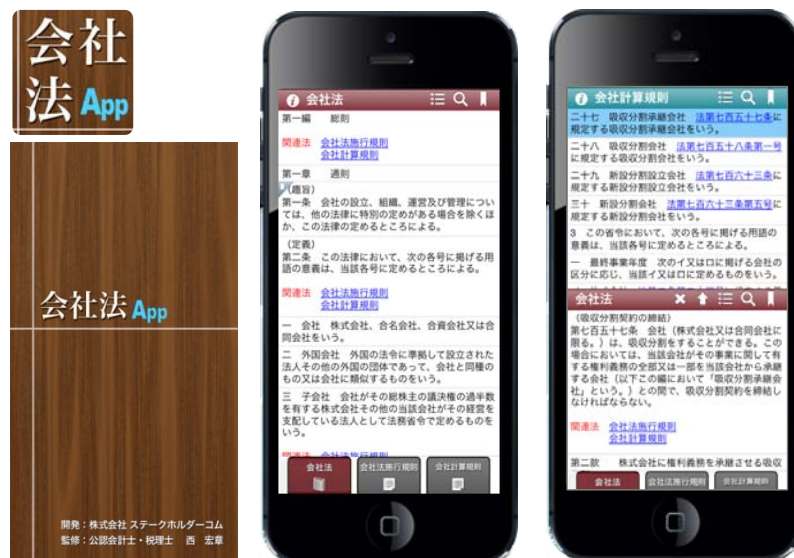 会社
法 App
会社法 App
開発：株式会社 ステークホルダーコム
監修：公認会計士・税理士　西　宏章
会社法
第一編　総則
関連法　会社法施行規則
会社計算規則
第一章　通則
（趣旨）
第一条　会社の設立、組織、運営及び管理につい
ては、他の法律に特別の定めがある場合を除くほ
か、この法律の定めるところによる。
（定義）
第二条　この法律において、次の各号に掲げる用
語の意義は、当該各号に定めるところによる。
関連法　会社法施行規則
会社計算規則
一　会社　株式会社、合名会社、合資会社又は合
同会社をいう。
二　外国会社　外国の法令に準拠して設立された
法人その他の外国の団体であって、会社と同種の
もの又は会社に類似するものをいう。
三　子会社　会社がその総株主の議決権の過半数
を有する株式会社その他の当該会社がその経営を
支配している法人として法務省令で定めるものを
いう。
関連法　会社法施行規則
会社法　会社法施行規則　会社計算規則
会社計算規則
二十七　吸収分割承継会社　法第七百五十七条に
規定する吸収分割承継会社をいう。
二十八　吸収分割会社　法第七百五十八条第一号
に規定する吸収分割会社をいう。
二十九　新設分割設立会社　法第七百六十三条に
規定する新設分割設立会社をいう。
三十　新設分割会社　法第七百六十三条第五号に
規定する新設分割会社をいう。
3　この省令において、次の各号に掲げる用語の
意義は、当該各号に定めるところによる。
一　最終事業年度　次のイ又はロに掲げる会社の
区分に応じ、当該イ又はロに定めるものをいう。
会社法
（吸収分割契約の締結）
第七百五十七条　会社（株式会社又は合同会社に
限る。）は、吸収分割をすることができる。この
場合においては、当該会社がその事業に関して有
する権利義務の全部又は一部を当該会社から承継
する会社（以下この編において「吸収分割承継会
社」という。）との間で、吸収分割契約を締結し
なければならない。
関連法　会社法施行規則
会社計算規則
第二款　株式会社に権利義務を承継させる吸収
会社法　会社法施行規則　会社計算規則